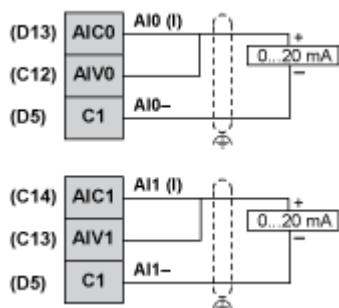 (D13) AIC0 AI0 (I) +
0...20 mA
(C12) AIV0 –
(D5) C1 AI0–
(C14) AIC1 AI1 (I) +
0...20 mA
(C13) AIV1 –
(D5) C1 AI1–